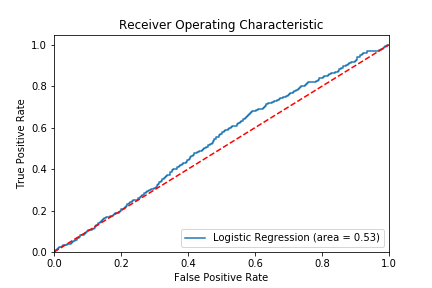 Receiver Operating Characteristic
1.0
0.8
0.6
0.4
0.2
0.0
True Positive Rate
Logistic Regression (area = 0.53)
0.0 0.2 0.4 0.6 0.8 1.0
False Positive Rate